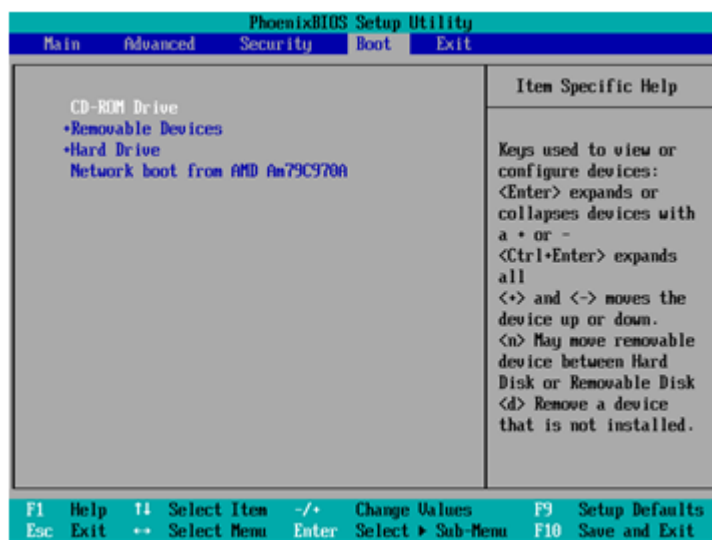 PhoenixBIOS Setup Utility
Main Advanced Security Boot Exit
CD-ROM Drive
+Removable Devices
+Hard Drive
Network boot from AMD Am79C970A
Item Specific Help
Keys used to view or
configure devices:
<Enter> expands or
collapses devices with
a + or -
<Ctrl+Enter> expands
all
<+> and <-> moves the
device up or down.
<n> May move removable
device between Hard
Disk or Removable Disk
<d> Remove a device
that is not installed.
F1 Help ↑↓ Select Item -/+ Change Values F9 Setup Defaults
Esc Exit ↔ Select Menu Enter Select ▶ Sub-Menu F10 Save and Exit